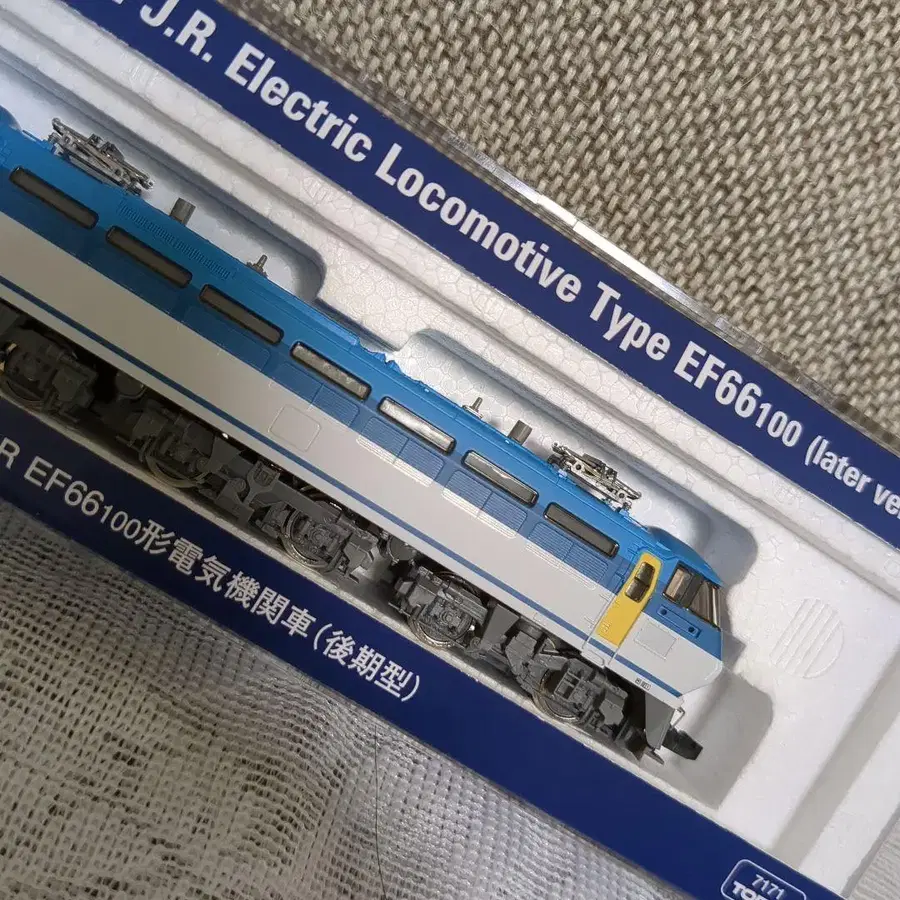 J.R. Electric Locomotive Type EF66100 (later ve
R EF66100形電気機関車(後期型)
7171
TO